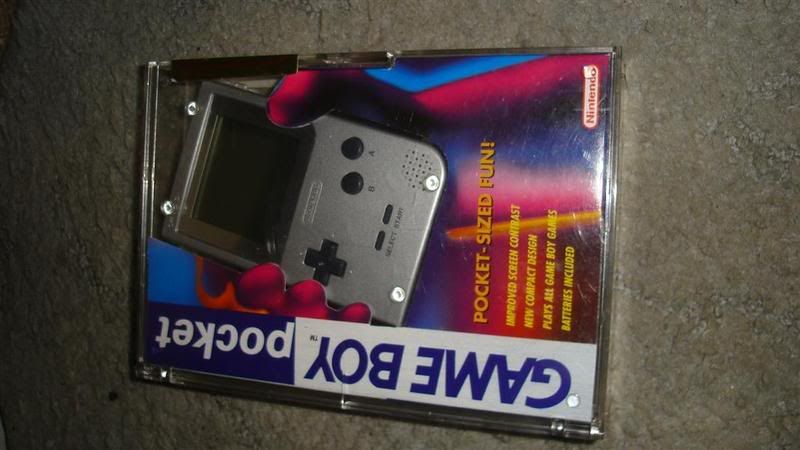 Nintendo
POCKET-SIZED FUN!
IMPROVED SCREEN CONTRAST
NEW COMPACT DESIGN
PLAYS ALL GAME BOY GAMES
BATTERIES INCLUDED
A
B
SELECT START
GAME BOY pocket™